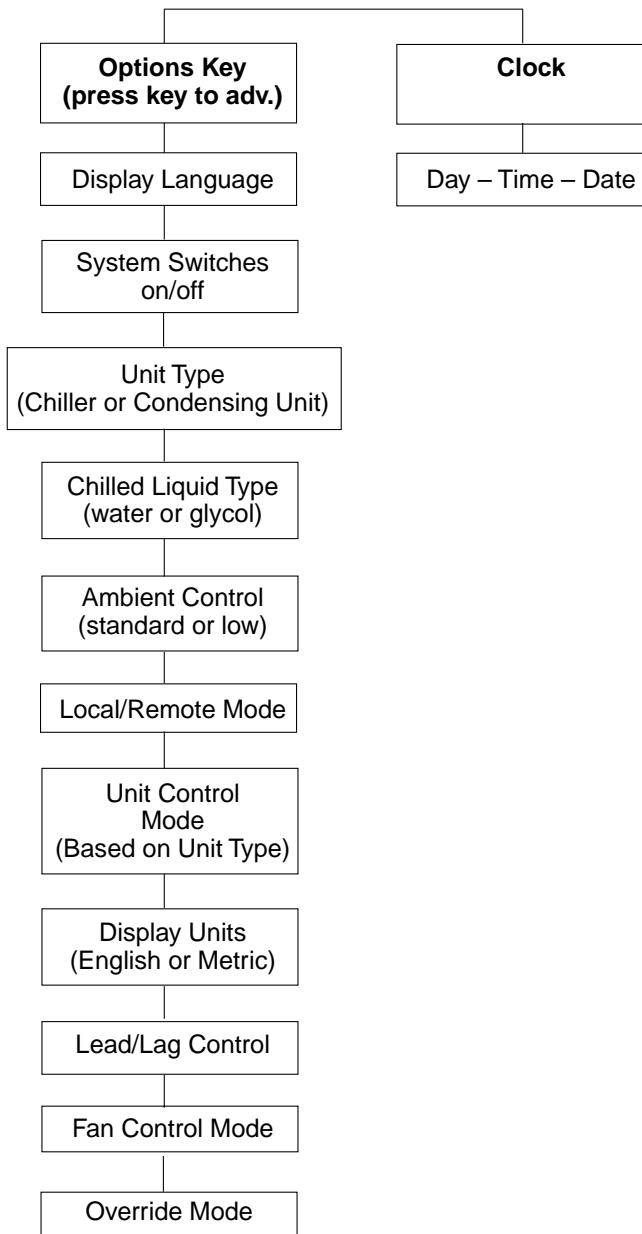 Options Key
(press key to adv.)
Clock
Display Language
Day – Time – Date
System Switches
on/off
Unit Type
(Chiller or Condensing Unit)
Chilled Liquid Type
(water or glycol)
Ambient Control
(standard or low)
Local/Remote Mode
Unit Control
Mode
(Based on Unit Type)
Display Units
(English or Metric)
Lead/Lag Control
Fan Control Mode
Override Mode